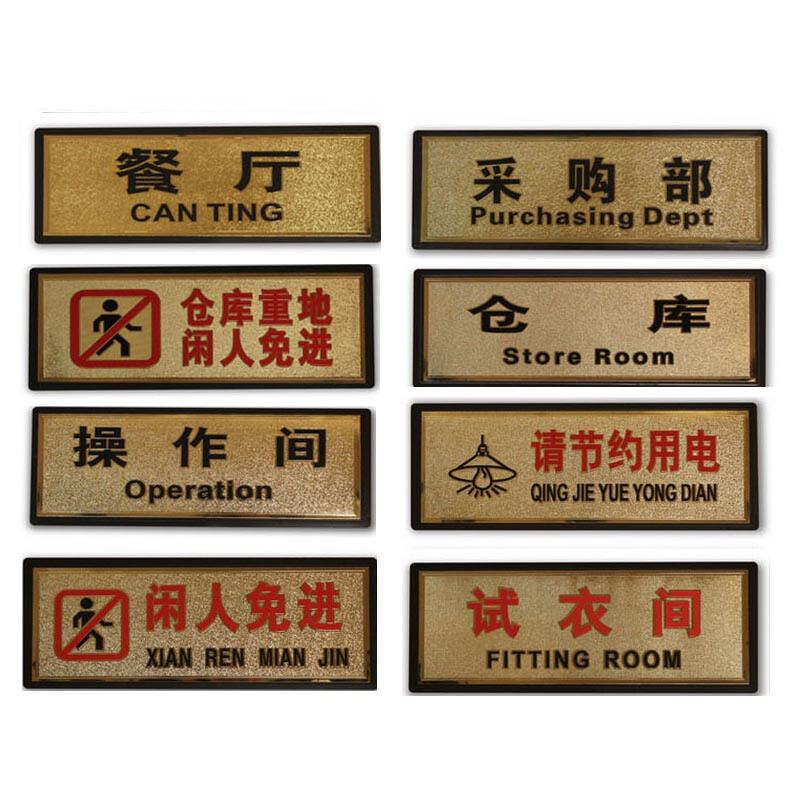 餐厅
CAN TING
采购部
Purchasing Dept
仓库重地
闲人免进
仓库
Store Room
操作间
Operation
请节约用电
QING JIE YUE YONG DIAN
闲人免进
XIAN REN MIAN JIN
试衣间
FITTING ROOM